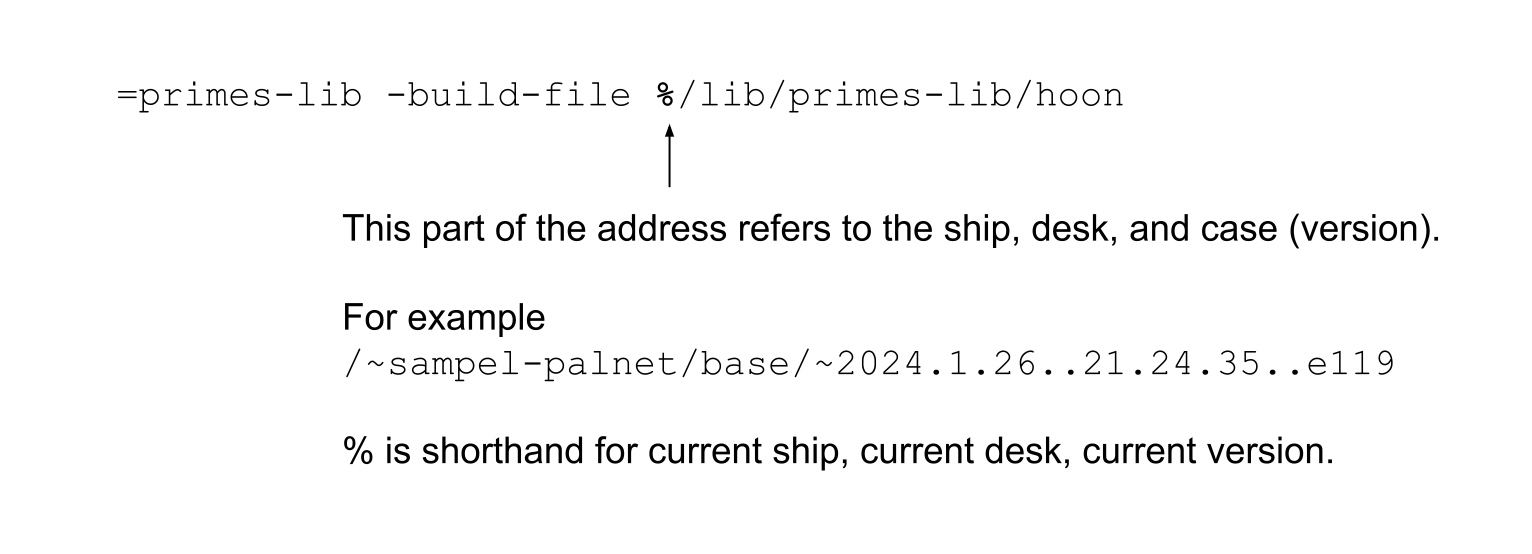 =primes-lib -build-file %/lib/primes-lib/hoon
This part of the address refers to the ship, desk, and case (version).
For example
/~sampel-palnet/base/~2024.1.26..21.24.35..e119
% is shorthand for current ship, current desk, current version.